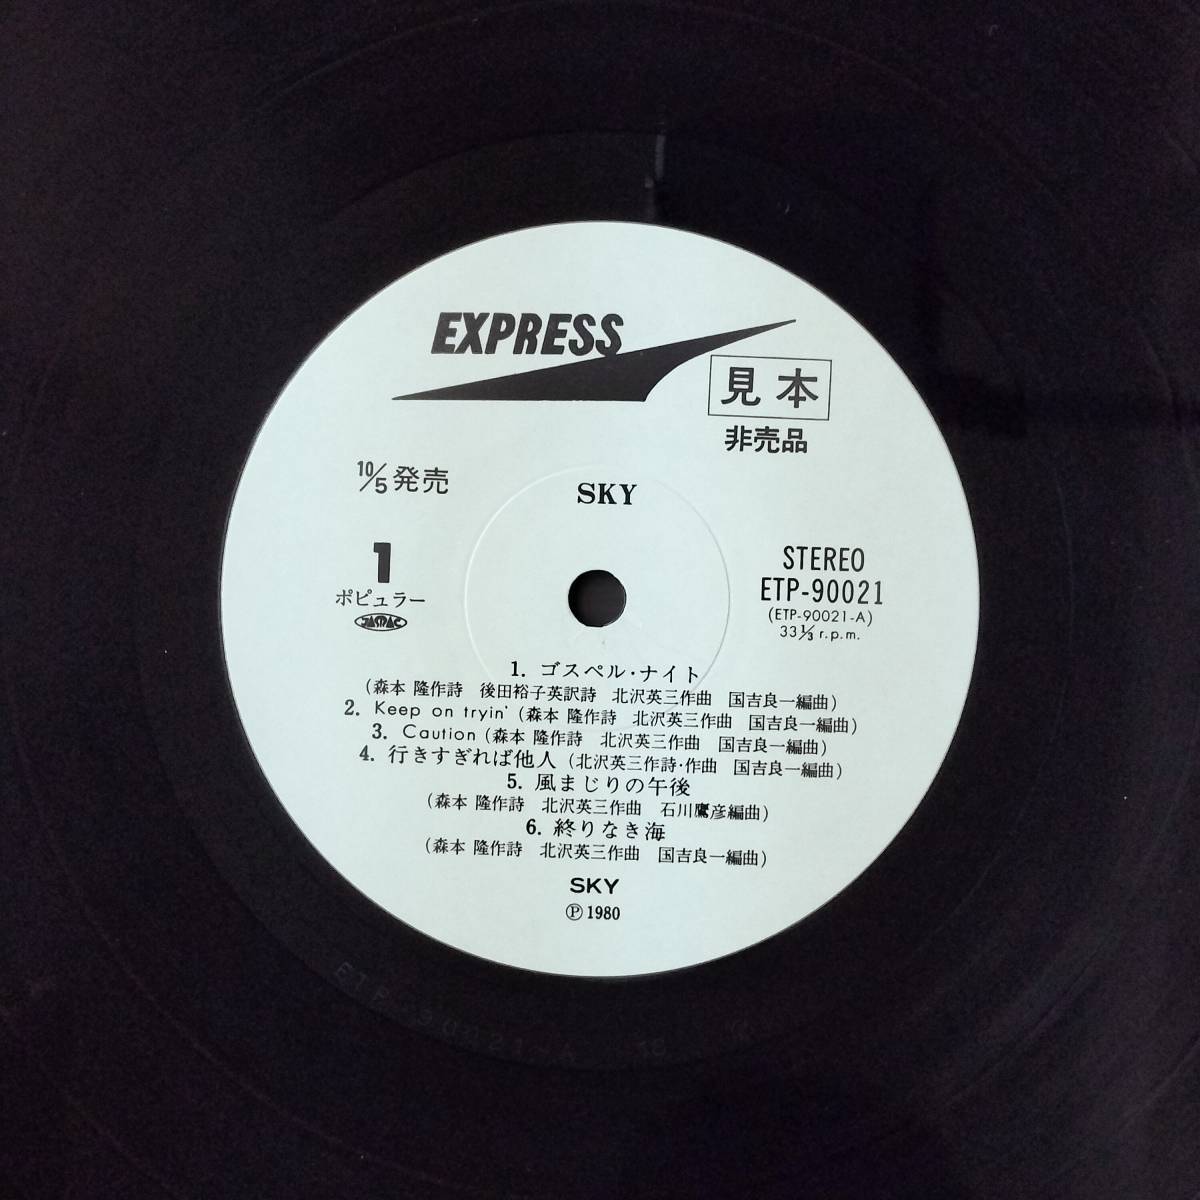 EXPRESS
見本
非売品
10/5発売
SKY
1
ポピュラー
JASRAC
STEREO
ETP-90021
(ETP-90021-A)
33⅓ r.p.m.
1. ゴスペル・ナイト
(森本 隆作詩 後田裕子英訳詩 北沢英三作曲 国吉良一編曲)
2. Keep on tryin' (森本 隆作詩 北沢英三作曲 国吉良一編曲)
3. Caution (森本 隆作詩 北沢英三作曲 国吉良一編曲)
4. 行きすぎれば他人 (北沢英三作詩・作曲 国吉良一編曲)
5. 風まじりの午後
(森本 隆作詩 北沢英三作曲 石川鷹彦編曲)
6. 終りなき海
(森本 隆作詩 北沢英三作曲 国吉良一編曲)
SKY
Ⓟ 1980
ETP-90021-A 1S